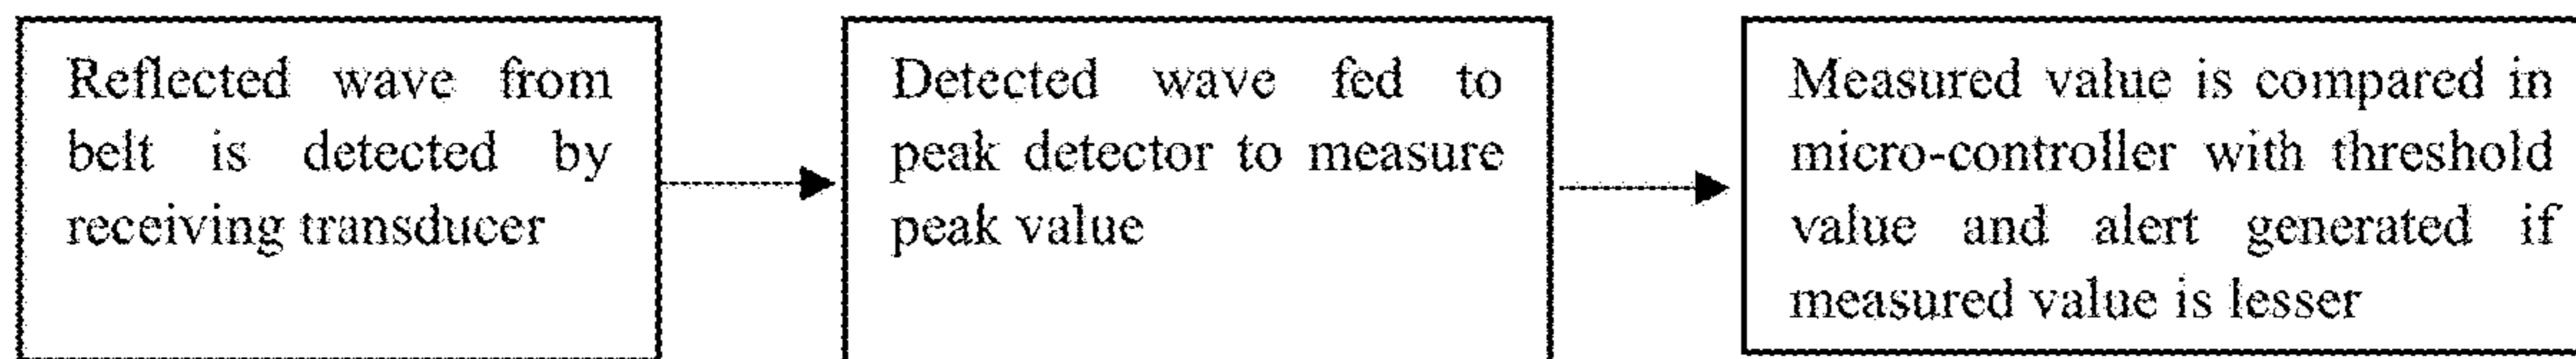 Reflected wave from
belt is detected by
receiving transducer
Detected wave fed to
peak detector to measure
peak value
Measured value is compared in
micro-controller with threshold
value and alert generated if
measured value is lesser